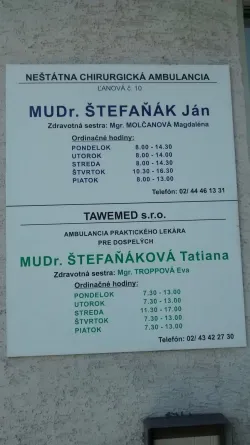 NEŠTÁTNA CHIRURGICKÁ AMBULANCIA
ĽANOVÁ č. 10
MUDr. ŠTEFAŇÁK Ján
Zdravotná sestra: Mgr. MOLČANOVÁ Magdaléna
Ordinačné hodiny:
PONDELOK 8.00 - 14.30
UTOROK 8.00 - 14.00
STREDA 8.00 - 14.30
ŠTVRTOK 10.30 - 16.30
PIATOK 8.00 - 13.00
Telefón: 02/ 44 46 13 31
TAWEMED s.r.o.
AMBULANCIA PRAKTICKÉHO LEKÁRA
PRE DOSPELÝCH
MUDr. ŠTEFAŇÁKOVÁ Tatiana
Zdravotná sestra: Mgr. TROPPOVÁ Eva
Ordinačné hodiny:
PONDELOK 7.30 - 13.00
UTOROK 7.30 - 13.00
STREDA 11.30 - 17.00
ŠTVRTOK 7.30 - 13.00
PIATOK 7.30 - 13.00
Telefón: 02/ 43 42 27 30